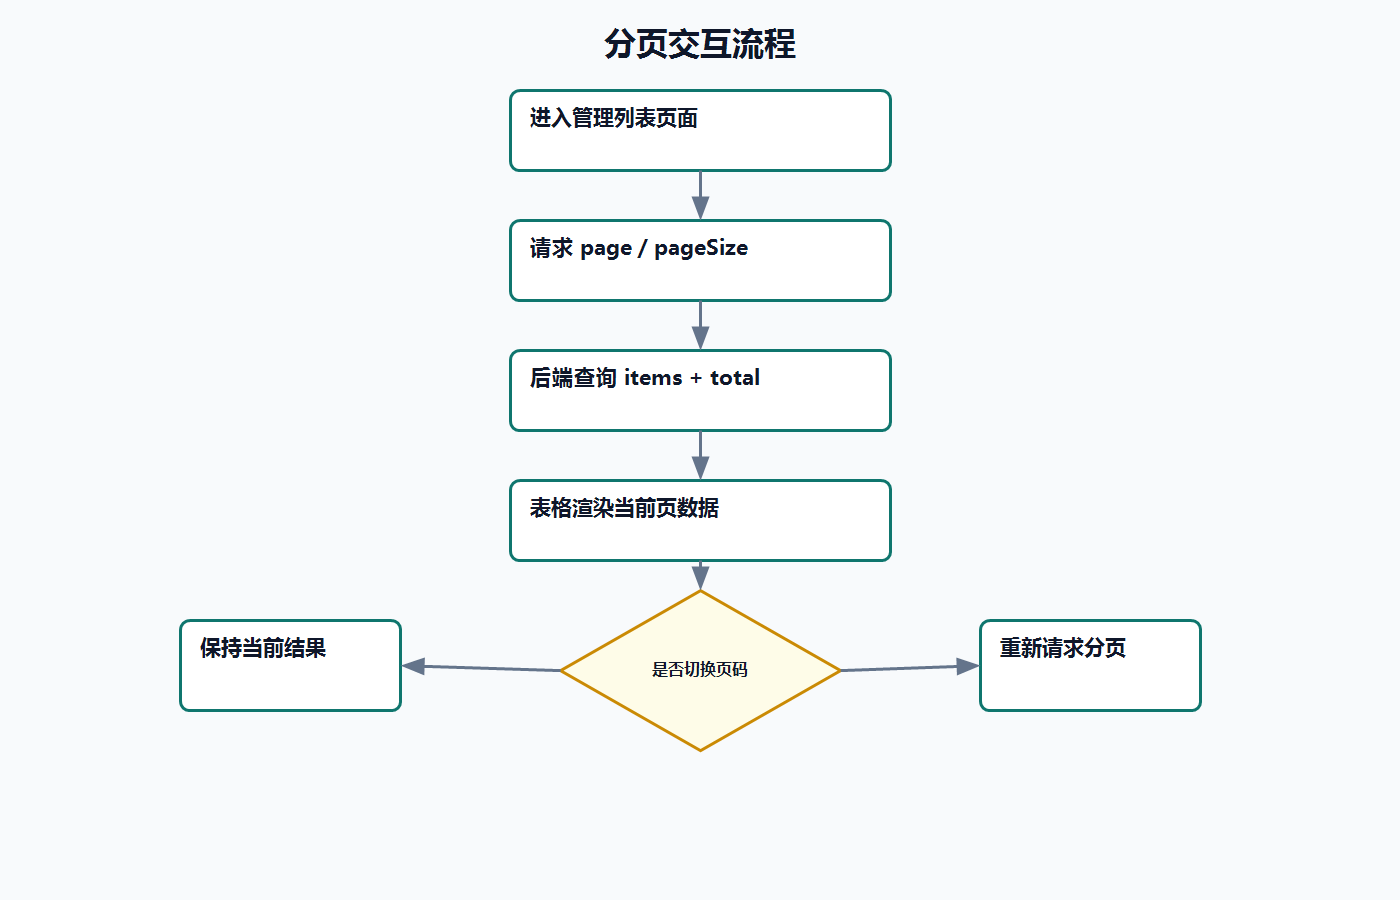 分页交互流程
进入管理列表页面
请求 page / pageSize
后端查询 items + total
表格渲染当前页数据
保持当前结果
是否切换页码
重新请求分页